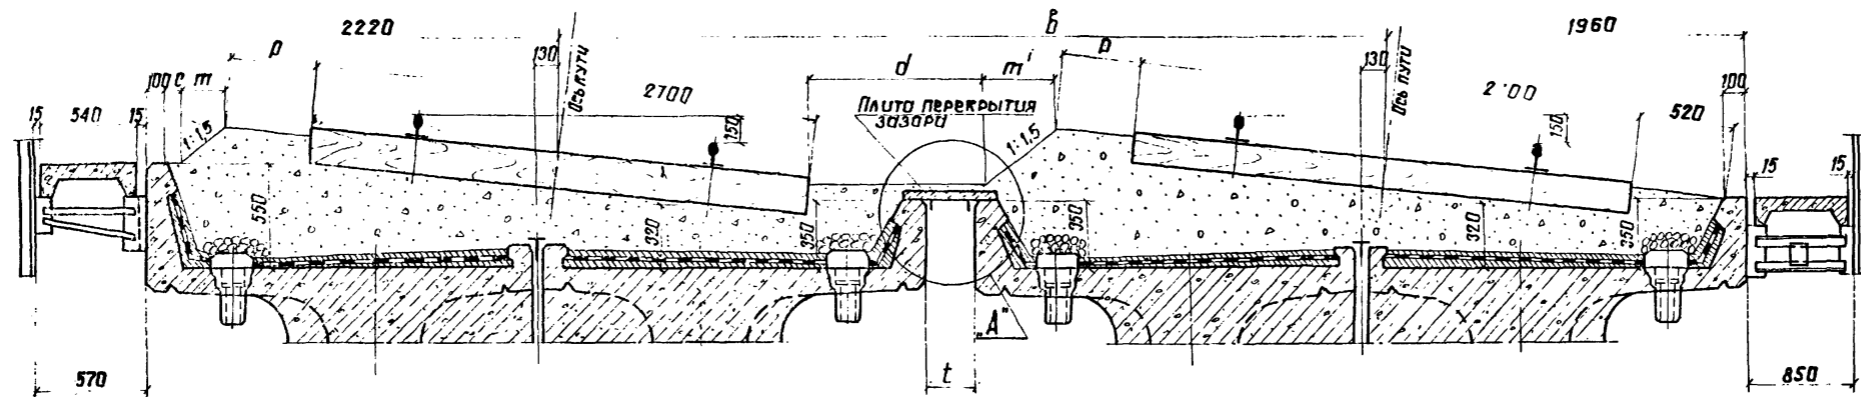 2220
в
1960
р
130
Ось пути
d
m'
р
130
Ось пути
100 с m
2700
100
15 540 15
1:1,5
150
Плита перекрытия
зазора
1:1,5
150
520
15
15
550
320
350
350
320
350
„А"
570
t
850